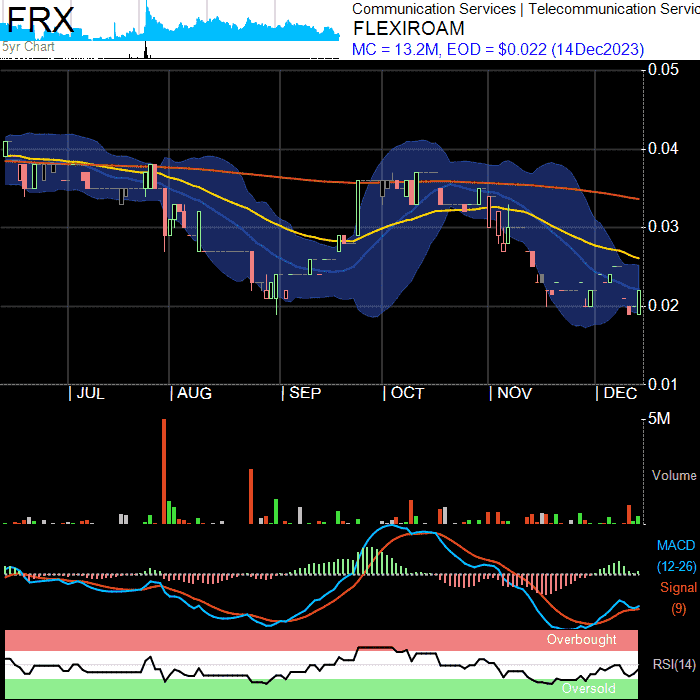 FRX
5yr Chart
Communication Services | Telecommunication Servic
FLEXIROAM
MC = 13.2M, EOD = $0.022 (14Dec2023)
0.05
0.04
0.03
0.02
0.01
JUL
AUG
SEP
OCT
NOV
DEC
5M
Volume
MACD
(12-26)
Signal
(9)
Overbought
RSI(14)
Oversold